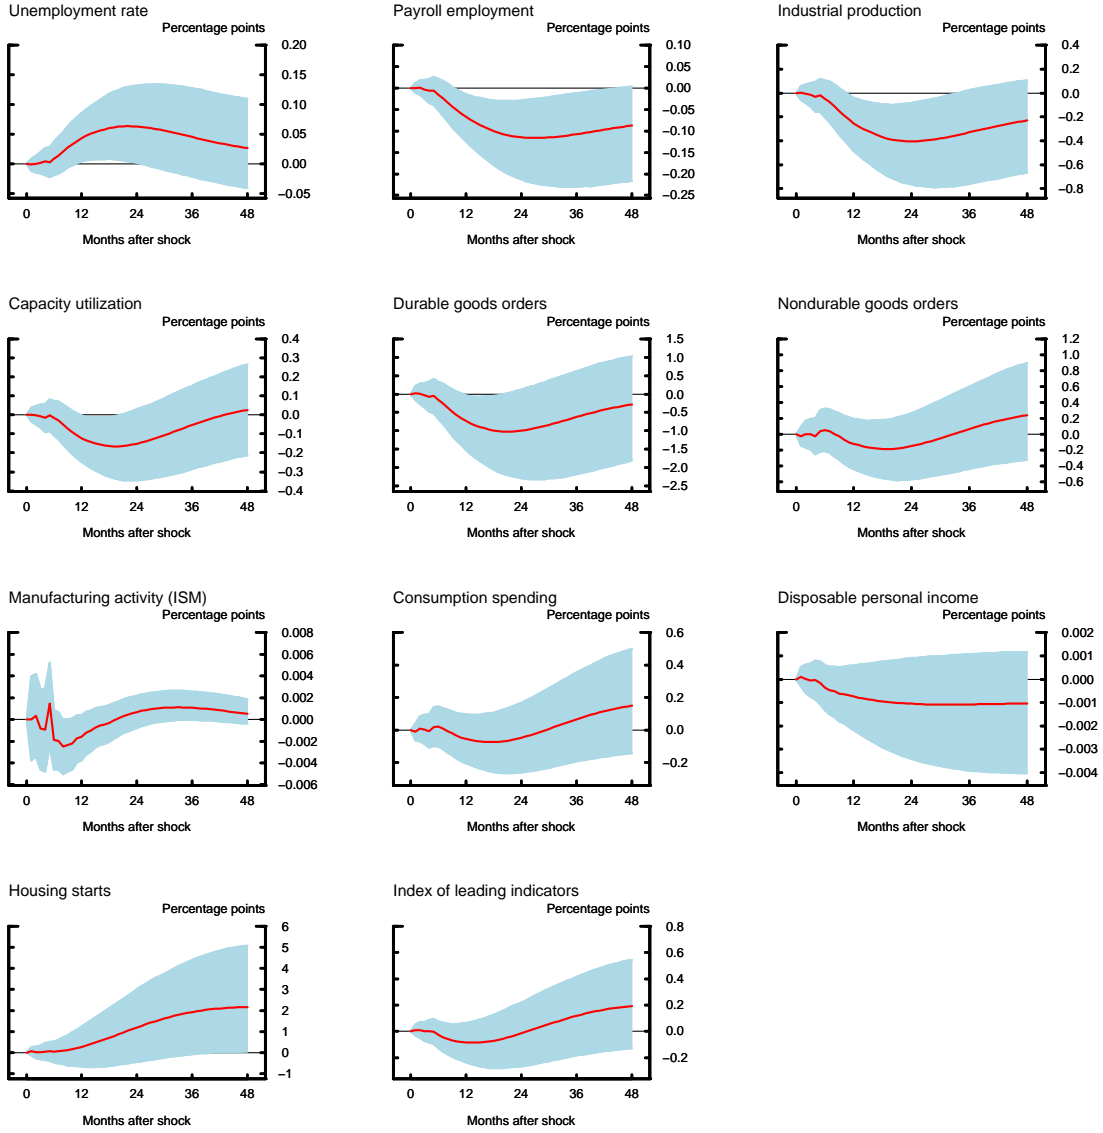 Unemployment rate
Percentage points
0.20
0.15
0.10
0.05
0.00
−0.05
0 12 24 36 48
Months after shock
Payroll employment
Percentage points
0.10
0.05
0.00
−0.05
−0.10
−0.15
−0.20
−0.25
0 12 24 36 48
Months after shock
Industrial production
Percentage points
0.4
0.2
0.0
−0.2
−0.4
−0.6
−0.8
0 12 24 36 48
Months after shock
Capacity utilization
Percentage points
0.4
0.3
0.2
0.1
0.0
−0.1
−0.2
−0.3
−0.4
0 12 24 36 48
Months after shock
Durable goods orders
Percentage points
1.5
1.0
0.5
0.0
−0.5
−1.0
−1.5
−2.0
−2.5
0 12 24 36 48
Months after shock
Nondurable goods orders
Percentage points
1.2
1.0
0.8
0.6
0.4
0.2
0.0
−0.2
−0.4
−0.6
0 12 24 36 48
Months after shock
Manufacturing activity (ISM)
Percentage points
0.008
0.006
0.004
0.002
0.000
−0.002
−0.004
−0.006
0 12 24 36 48
Months after shock
Consumption spending
Percentage points
0.6
0.4
0.2
0.0
−0.2
0 12 24 36 48
Months after shock
Disposable personal income
Percentage points
0.002
0.001
0.000
−0.001
−0.002
−0.003
−0.004
0 12 24 36 48
Months after shock
Housing starts
Percentage points
6
5
4
3
2
1
0
−1
0 12 24 36 48
Months after shock
Index of leading indicators
Percentage points
0.8
0.6
0.4
0.2
0.0
−0.2
0 12 24 36 48
Months after shock